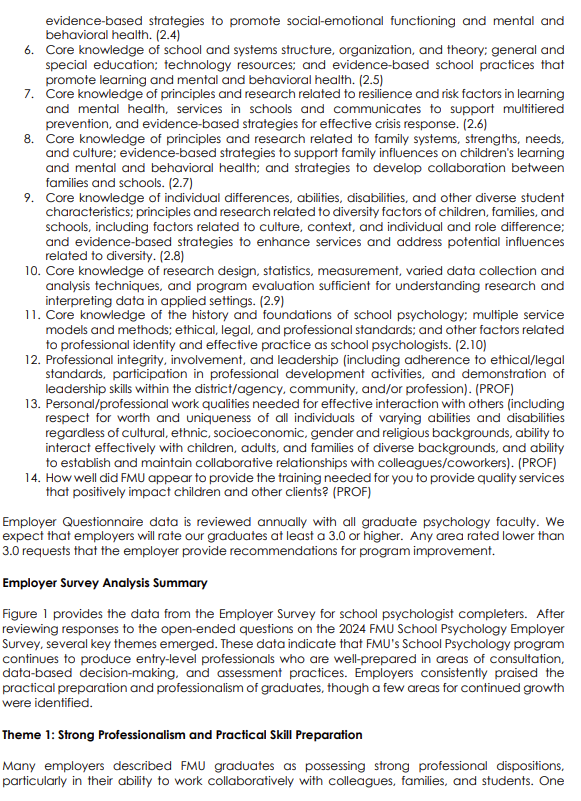 evidence-based strategies to promote social-emotional functioning and mental and
behavioral health. (2.4)
6. Core knowledge of school and systems structure, organization, and theory; general and
special education; technology resources; and evidence-based school practices that
promote learning and mental and behavioral health. (2.5)
7. Core knowledge of principles and research related to resilience and risk factors in learning
and mental health, services in schools and communicates to support multitiered
prevention, and evidence-based strategies for effective crisis response. (2.6)
8. Core knowledge of principles and research related to family systems, strengths, needs,
and culture; evidence-based strategies to support family influences on children's learning
and mental and behavioral health; and strategies to develop collaboration between
families and schools. (2.7)
9. Core knowledge of individual differences, abilities, disabilities, and other diverse student
characteristics; principles and research related to diversity factors of children, families, and
schools, including factors related to culture, context, and individual and role difference;
and evidence-based strategies to enhance services and address potential influences
related to diversity. (2.8)
10. Core knowledge of research design, statistics, measurement, varied data collection and
analysis techniques, and program evaluation sufficient for understanding research and
interpreting data in applied settings. (2.9)
11. Core knowledge of the history and foundations of school psychology; multiple service
models and methods; ethical, legal, and professional standards; and other factors related
to professional identity and effective practice as school psychologists. (2.10)
12. Professional integrity, involvement, and leadership (including adherence to ethical/legal
standards, participation in professional development activities, and demonstration of
leadership skills within the district/agency, community, and/or profession). (PROF)
13. Personal/professional work qualities needed for effective interaction with others (including
respect for worth and uniqueness of all individuals of varying abilities and disabilities
regardless of cultural, ethnic, socioeconomic, gender and religious backgrounds, ability to
interact effectively with children, adults, and families of diverse backgrounds, and ability
to establish and maintain collaborative relationships with colleagues/coworkers). (PROF)
14. How well did FMU appear to provide the training needed for you to provide quality services
that positively impact children and other clients? (PROF)
Employer Questionnaire data is reviewed annually with all graduate psychology faculty. We
expect that employers will rate our graduates at least a 3.0 or higher. Any area rated lower than
3.0 requests that the employer provide recommendations for program improvement.
Employer Survey Analysis Summary
Figure 1 provides the data from the Employer Survey for school psychologist completers. After
reviewing responses to the open-ended questions on the 2024 FMU School Psychology Employer
Survey, several key themes emerged. These data indicate that FMU's School Psychology program
continues to produce entry-level professionals who are well-prepared in areas of consultation,
data-based decision-making, and assessment practices. Employers consistently praised the
practical preparation and professionalism of graduates, though a few areas for continued growth
were identified.
Theme 1: Strong Professionalism and Practical Skill Preparation
Many employers described FMU graduates as possessing strong professional dispositions,
particularly in their ability to work collaboratively with colleagues, families, and students. One